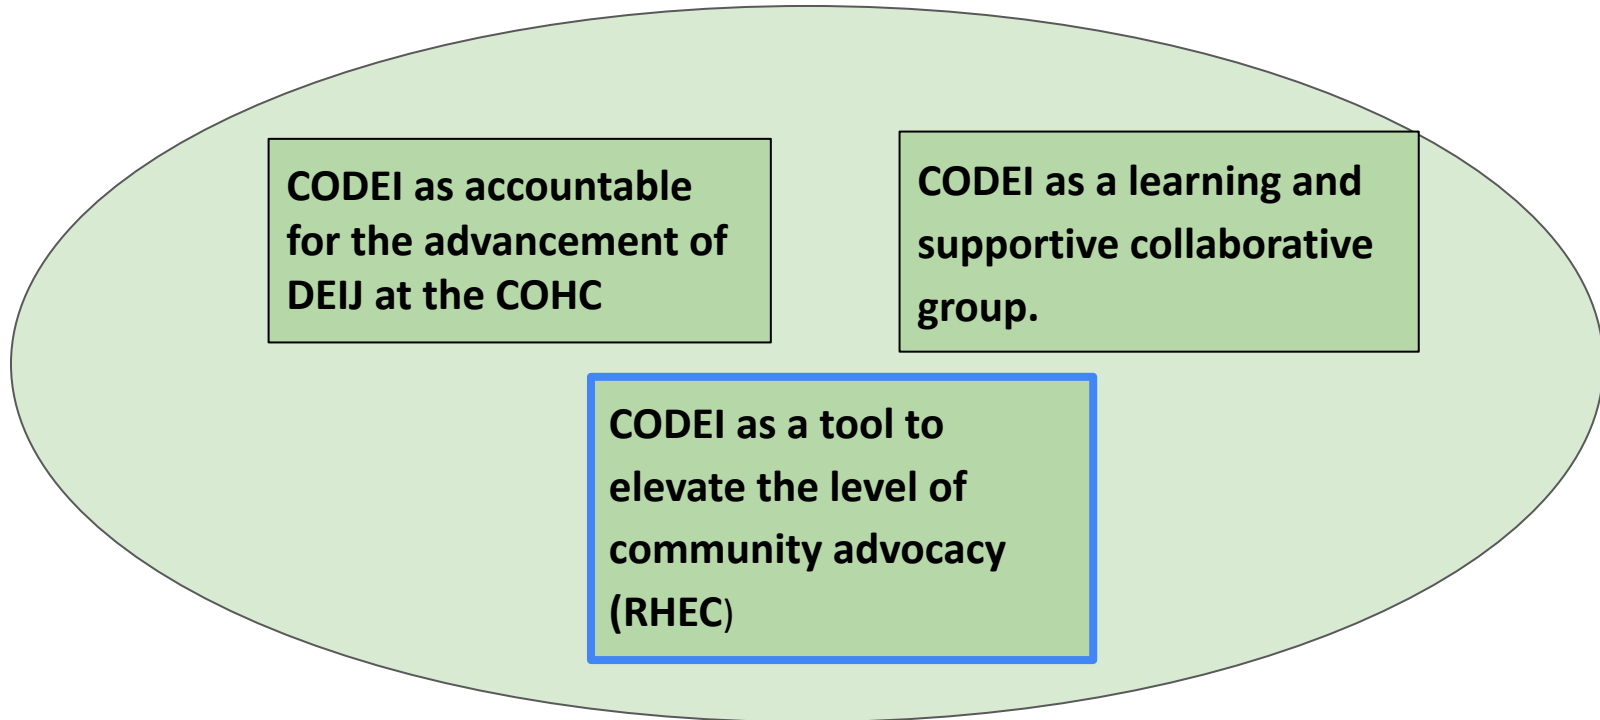 CODEI as accountable
for the advancement of
DEIJ at the COHC
CODEI as a learning and
supportive collaborative
group.
CODEI as a tool to
elevate the level of
community advocacy
(RHEC)